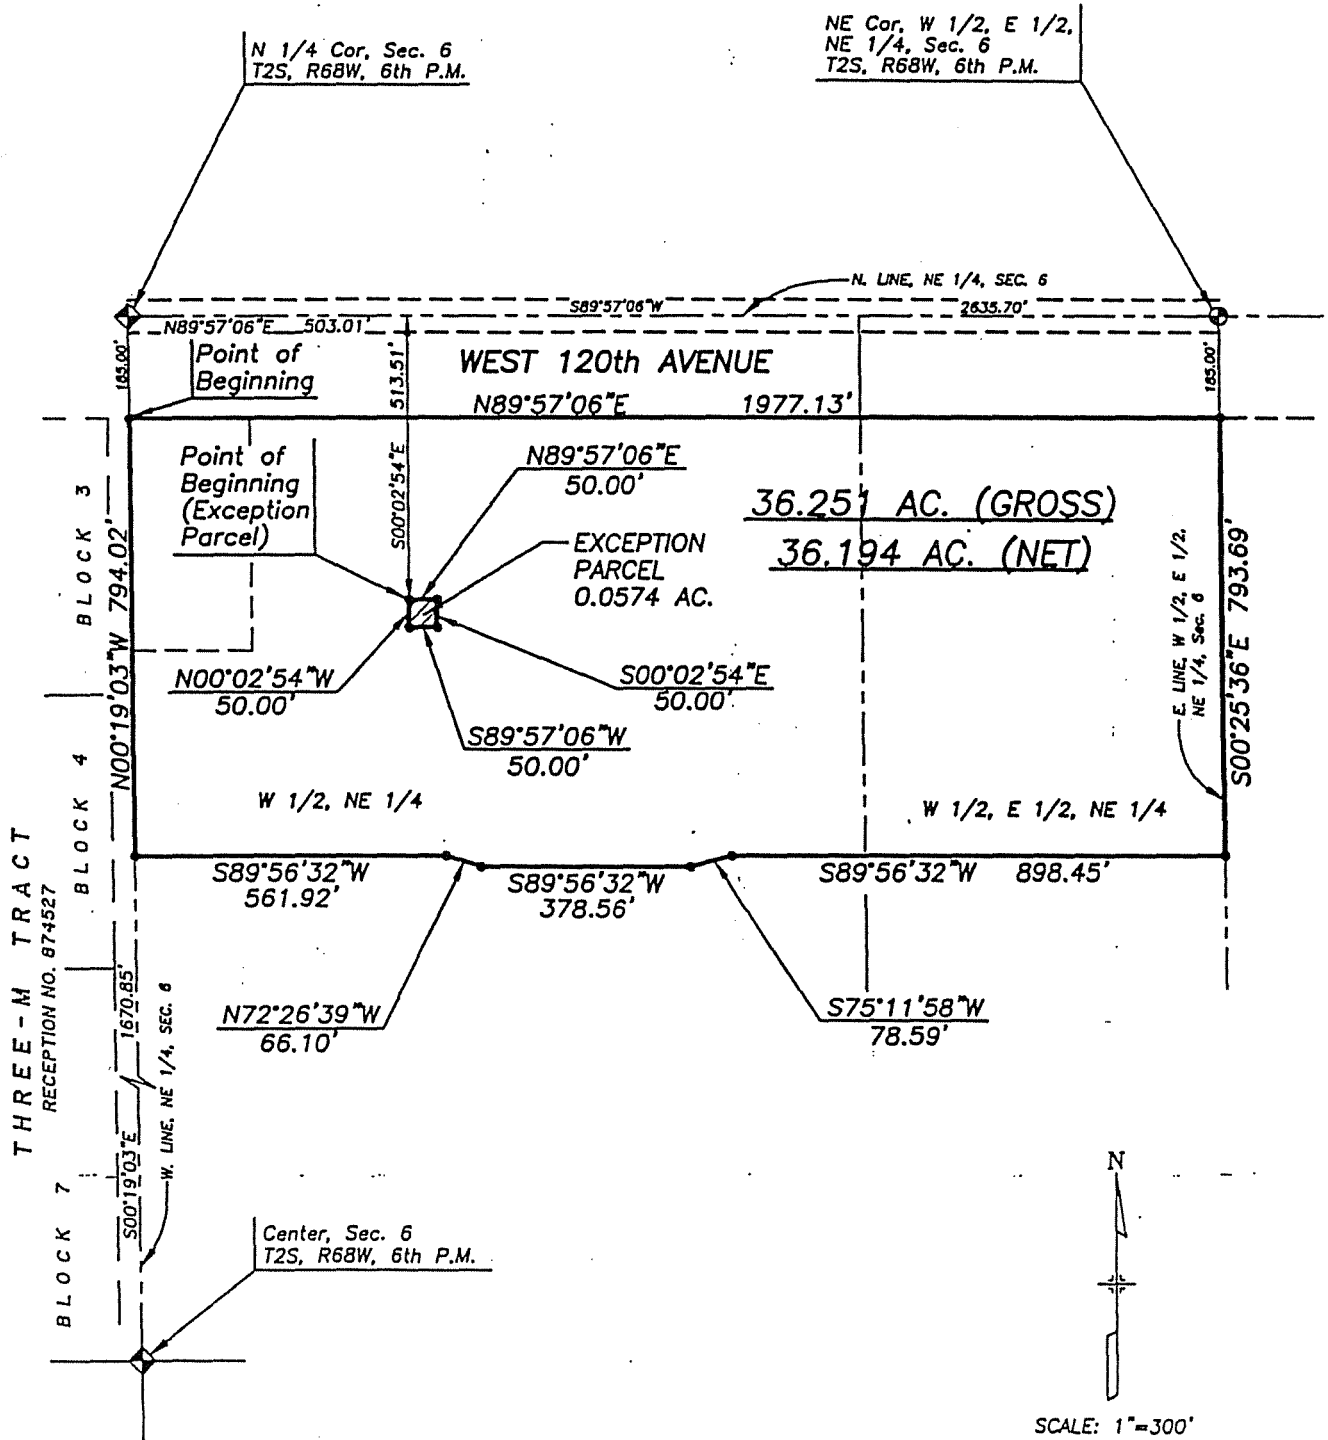 N 1/4 Cor, Sec. 6
T2S, R68W, 6th P.M.
NE Cor, W 1/2, E 1/2,
NE 1/4, Sec. 6
T2S, R68W, 6th P.M.
N. LINE, NE 1/4, SEC. 6
S89°57'06"W
2635.70'
N89°57'06"E 503.01'
185.00'
Point of
Beginning
513.51'
S00°02'54"E
WEST 120th AVENUE
185.00'
N89°57'06"E 1977.13'
Point of
Beginning
(Exception
Parcel)
N89°57'06"E
50.00'
36.251 AC. (GROSS)
36.194 AC. (NET)
EXCEPTION
PARCEL
0.0574 AC.
BLOCK 3
N00°19'03"W 794.02'
E. LINE, W 1/2, E 1/2,
NE 1/4, Sec. 6
S00°25'36"E 793.69'
N00°02'54"W
50.00'
S00°02'54"E
50.00'
S89°57'06"W
50.00'
BLOCK 4
W 1/2, NE 1/4
W 1/2, E 1/2, NE 1/4
S89°56'32"W
561.92'
S89°56'32"W
378.56'
S89°56'32"W 898.45'
THREE-M TRACT
RECEPTION NO. 874527
N72°26'39"W
66.10'
S75°11'58"W
78.59'
S00°19'03"E 1670.85'
W. LINE, NE 1/4, SEC. 6
BLOCK 7
Center, Sec. 6
T2S, R68W, 6th P.M.
N
SCALE: 1"=300'